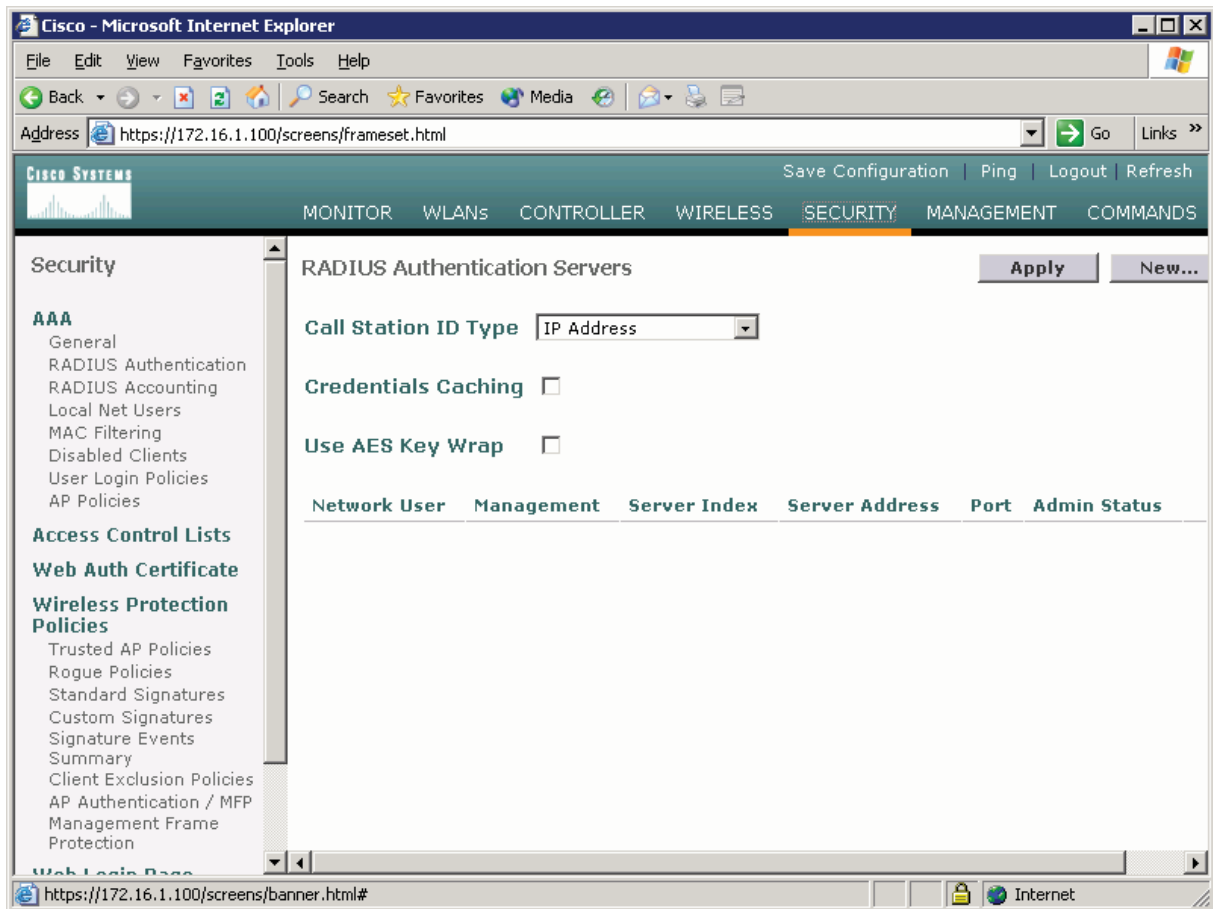 Cisco - Microsoft Internet Explorer
File Edit View Favorites Tools Help
Back Search Favorites Media
Address https://172.16.1.100/screens/frameset.html Go Links »
CISCO SYSTEMS
Save Configuration | Ping | Logout | Refresh
MONITOR WLANs CONTROLLER WIRELESS SECURITY MANAGEMENT COMMANDS
Security
AAA
General
RADIUS Authentication
RADIUS Accounting
Local Net Users
MAC Filtering
Disabled Clients
User Login Policies
AP Policies
Access Control Lists
Web Auth Certificate
Wireless Protection
Policies
Trusted AP Policies
Rogue Policies
Standard Signatures
Custom Signatures
Signature Events
Summary
Client Exclusion Policies
AP Authentication / MFP
Management Frame
Protection
Web Login Page
RADIUS Authentication Servers Apply New...
Call Station ID Type IP Address
Credentials Caching
Use AES Key Wrap
Network User Management Server Index Server Address Port Admin Status
https://172.16.1.100/screens/banner.html# Internet